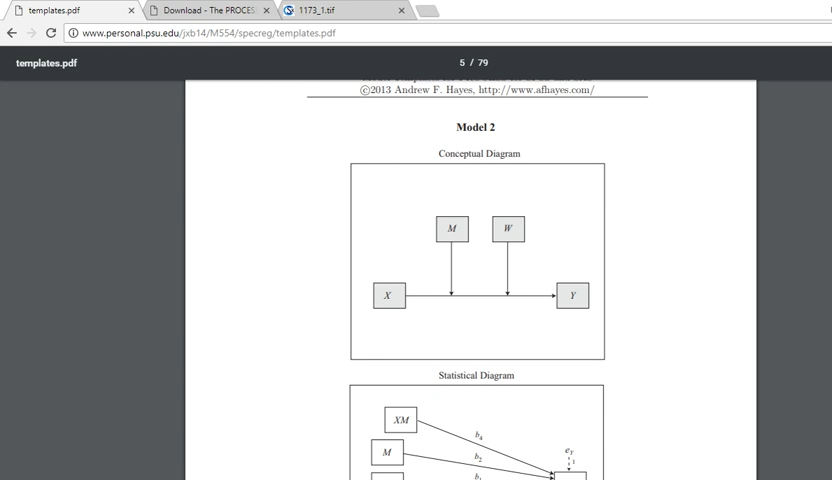 templates.pdf
Download - The PROCES
1173_1.tif
www.personal.psu.edu/jxb14/M554/specreg/templates.pdf
templates.pdf
5 / 79
©2013 Andrew F. Hayes, http://www.afhayes.com/
Model 2
Conceptual Diagram
M
W
X
Y
Statistical Diagram
XM
b4
M
b2
eY
1
b1